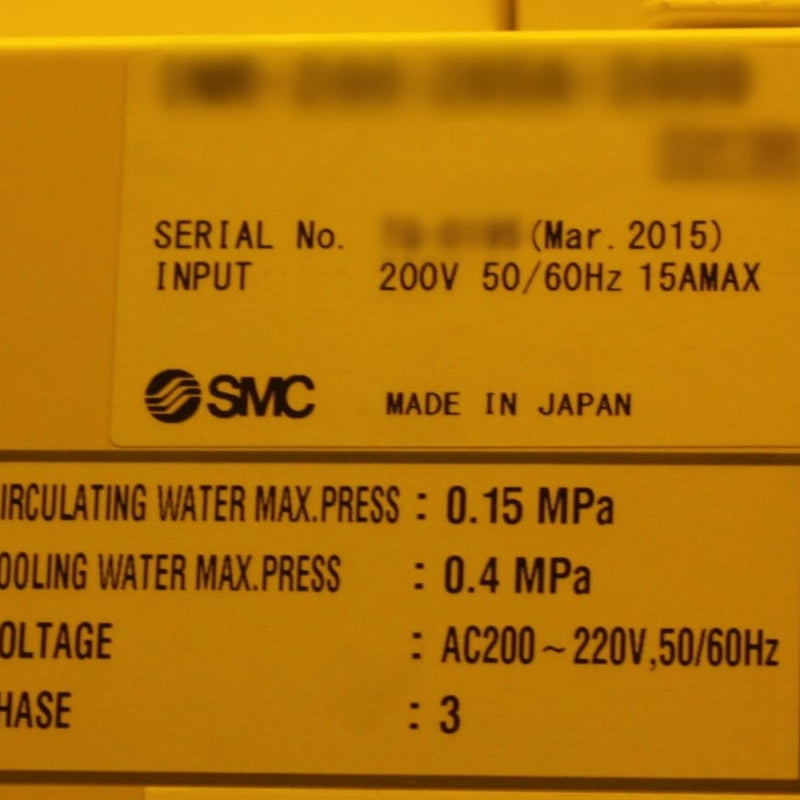 SERIAL No. (Mar. 2015)
INPUT 200V 50/60Hz 15AMAX
SMC MADE IN JAPAN
IRCULATING WATER MAX.PRESS : 0.15 MPa
OOLING WATER MAX.PRESS : 0.4 MPa
OLTAGE : AC200~220V,50/60Hz
HASE : 3